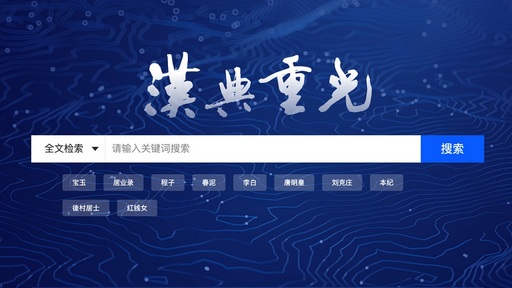 漢典重光
全文检索 请输入关键词搜索 搜索
宝玉 居业录 程子 春泥 李白 唐明皇 刘克庄 本纪
後村居士 红线女